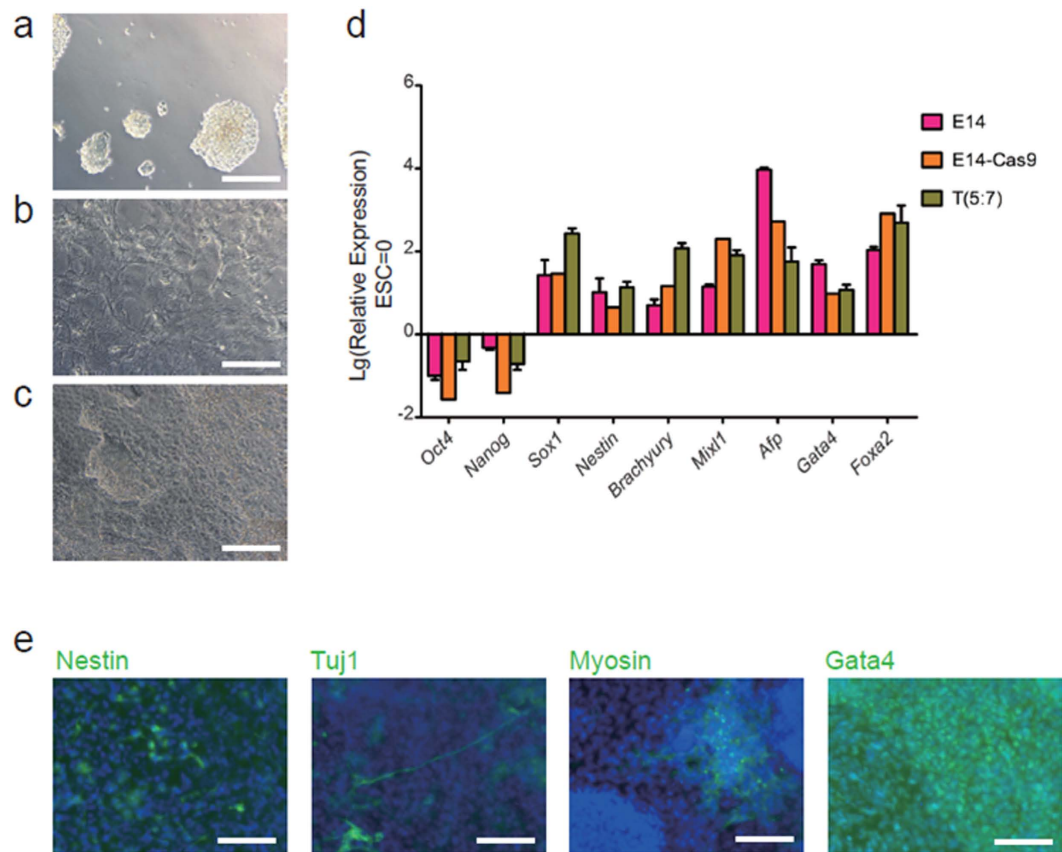 a
b
c
d
Lg(Relative Expression)
ESC=0
6
4
2
0
-2
Oct4
Nanog
Sox1
Nestin
Brachyury
Mixl1
Afp
Gata4
Foxa2
E14
E14-Cas9
T(5:7)
e
Nestin
Tuj1
Myosin
Gata4